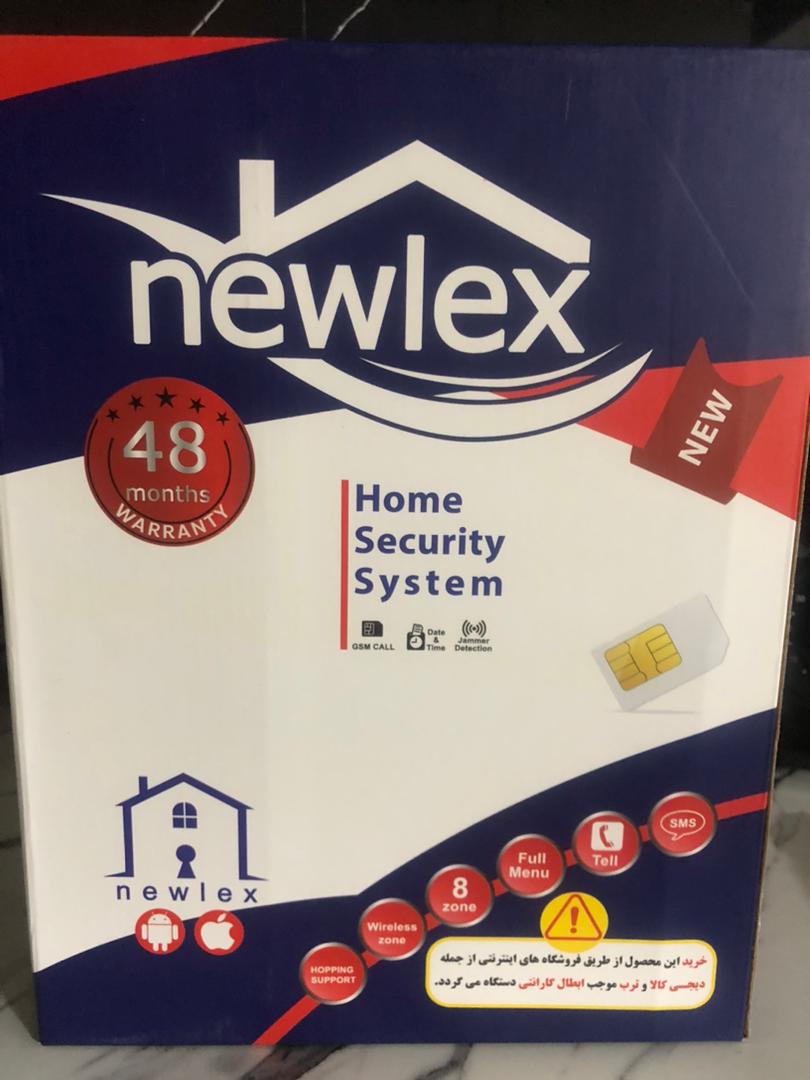 newlex
NEW
48
months
WARRANTY
Home
Security
System
GSM CALL
Date
&
Time
Jammer
Detection
newlex
SMS
Tell
Full
Menu
8
zone
Wireless
zone
HOPPING
SUPPORT
خرید این محصول از طریق فروشگاه های اینترنتی از جمله
دیجی کالا و ترب موجب ابطال گارانتی دستگاه می گردد.